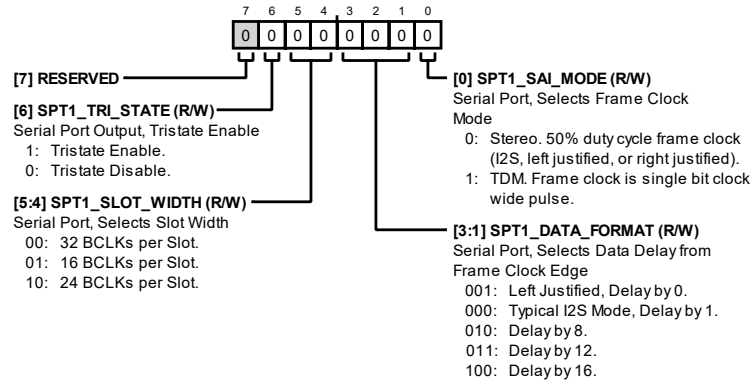 7 6 5 4 3 2 1 0
0 0 0 0 0 0 0 0
[7] RESERVED
[6] SPT1_TRI_STATE (R/W)
Serial Port Output, Tristate Enable
1: Tristate Enable.
0: Tristate Disable.
[5:4] SPT1_SLOT_WIDTH (R/W)
Serial Port, Selects Slot Width
00: 32 BCLKs per Slot.
01: 16 BCLKs per Slot.
10: 24 BCLKs per Slot.
[0] SPT1_SAI_MODE (R/W)
Serial Port, Selects Frame Clock
Mode
0: Stereo. 50% duty cycle frame clock
(I2S, left justified, or right justified).
1: TDM. Frame clock is single bit clock
wide pulse.
[3:1] SPT1_DATA_FORMAT (R/W)
Serial Port, Selects Data Delay from
Frame Clock Edge
001: Left Justified, Delay by 0.
000: Typical I2S Mode, Delay by 1.
010: Delay by 8.
011: Delay by 12.
100: Delay by 16.